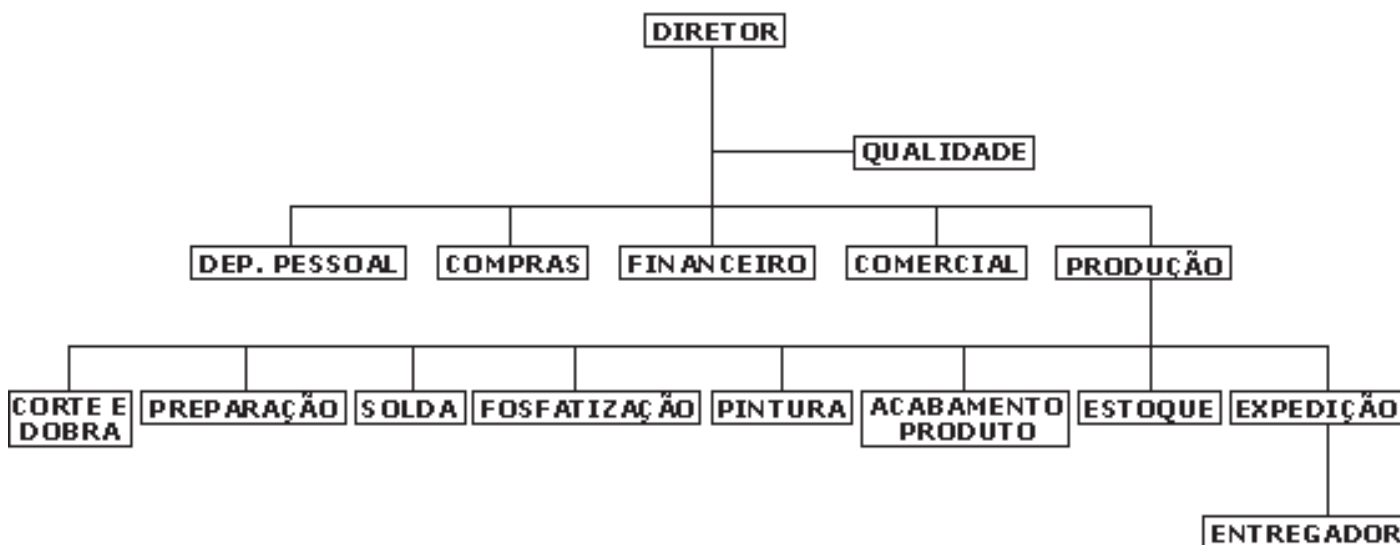 DIRETOR
QUALIDADE
DEP. PESSOAL
COMPRAS
FINANCEIRO
COMERCIAL
PRODUÇÃO
CORTE E
DOBRA
PREPARAÇÃO
SOLDA
FOSFATIZAÇÃO
PINTURA
ACABAMENTO
PRODUTO
ESTOQUE
EXPEDIÇÃO
ENTREGADOR